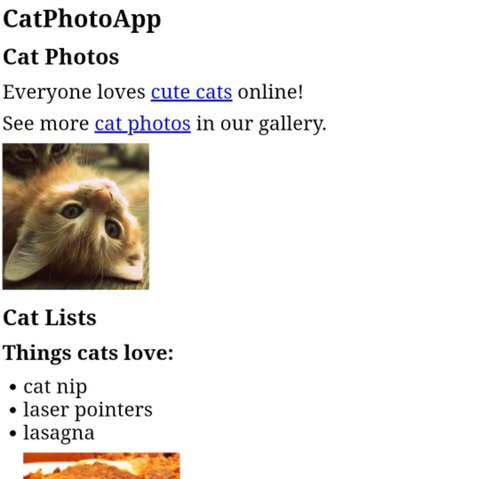 CatPhotoApp
Cat Photos
Everyone loves cute cats online!
See more cat photos in our gallery.
Cat Lists
Things cats love:
• cat nip
• laser pointers
• lasagna